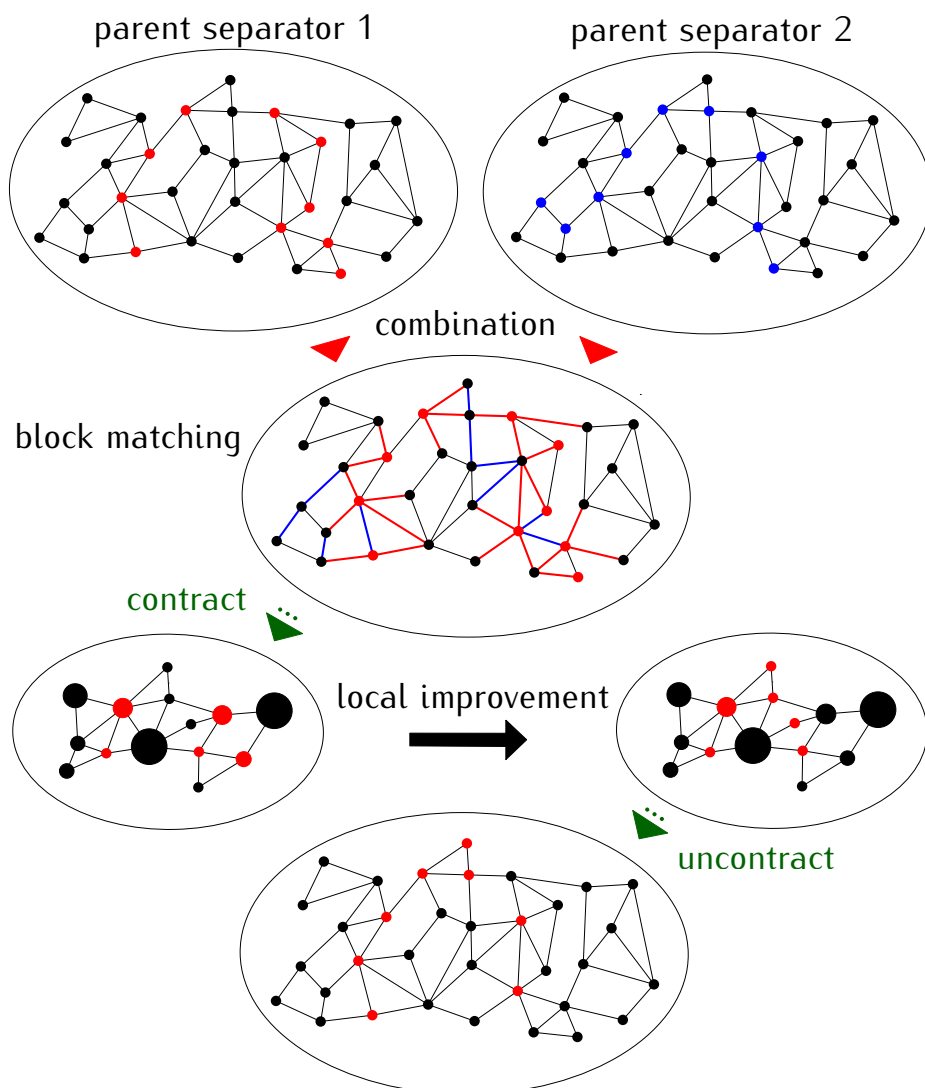 parent separator 1
parent separator 2
combination
block matching
contract
local improvement
uncontract